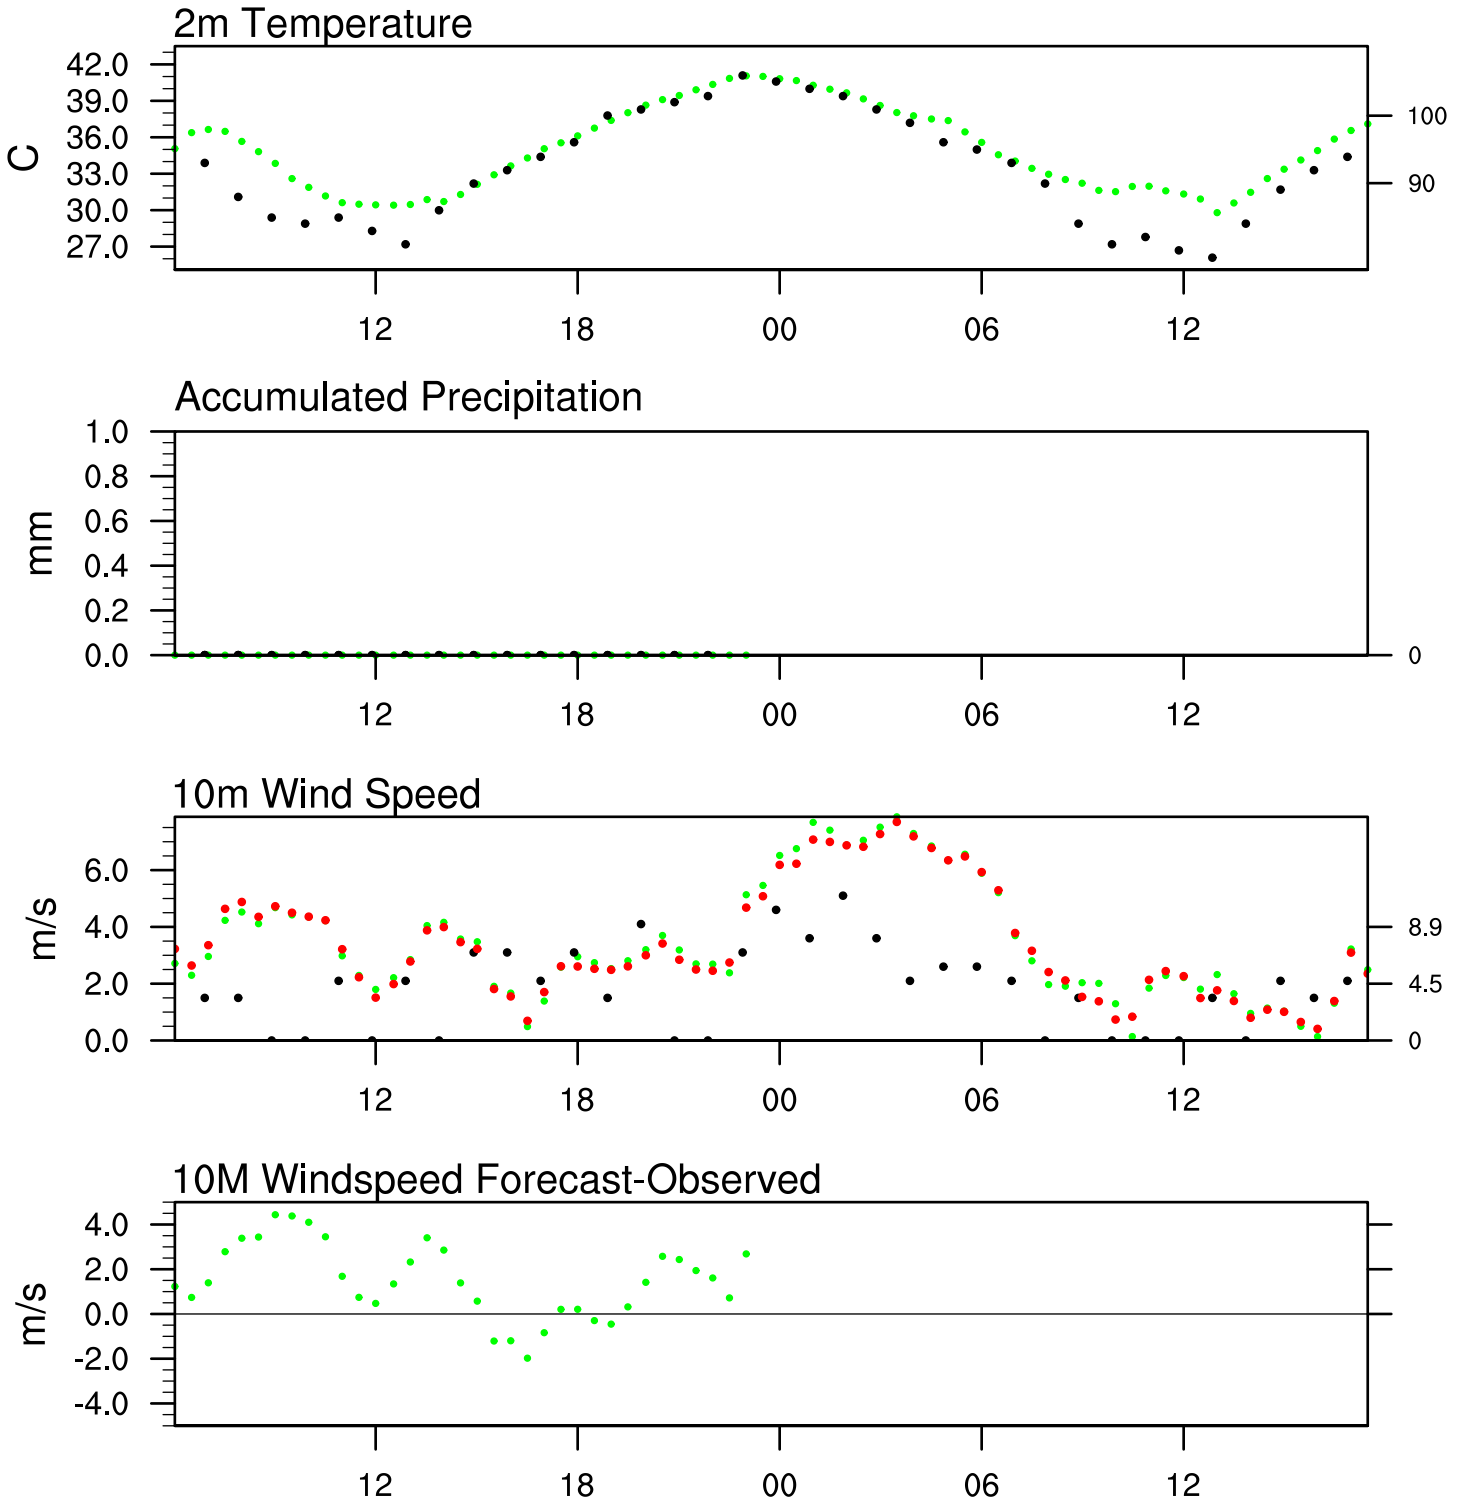 2m Temperature
42.0
39.0
36.0
33.0
30.0
27.0
C
100
90
12 18 00 06 12
Accumulated Precipitation
1.0
0.8
0.6
0.4
0.2
0.0
mm
0
12 18 00 06 12
10m Wind Speed
6.0
4.0
2.0
0.0
m/s
8.9
4.5
0
12 18 00 06 12
10M Windspeed Forecast-Observed
4.0
2.0
0.0
-2.0
-4.0
m/s
12 18 00 06 12